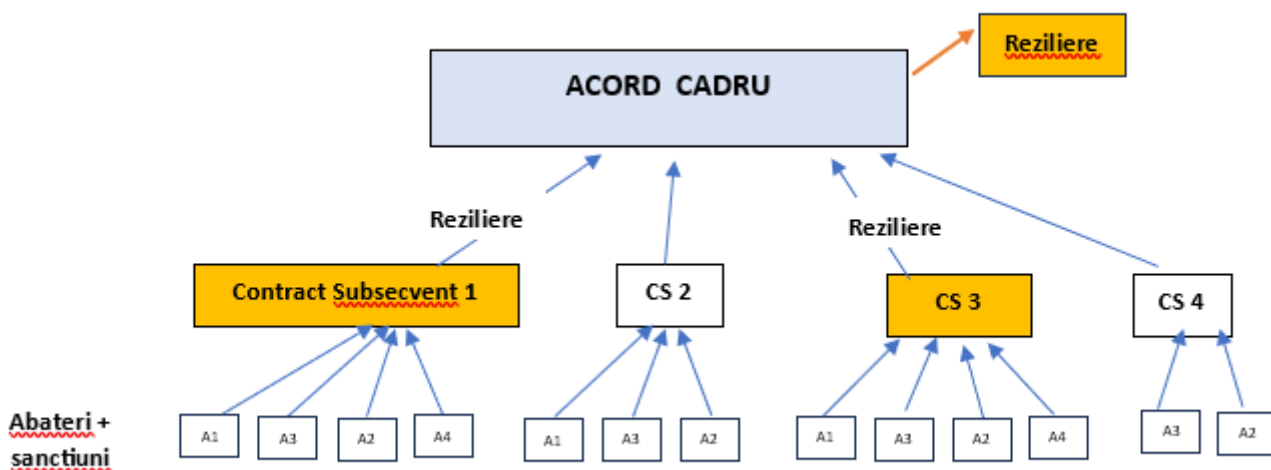 Reziliere
ACORD CADRU
Reziliere
Reziliere
Contract Subsecvent 1
CS 2
CS 3
CS 4
Abateri +
sanctiuni
A1
A3
A2
A4
A1
A3
A2
A1
A3
A2
A4
A3
A2